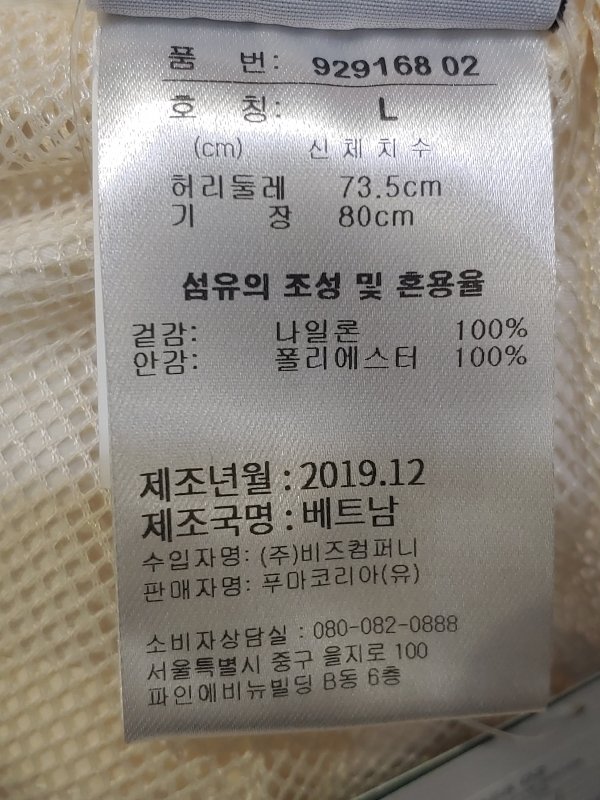 품 번: 929168 02
호 칭: L
(cm) 신체치수
허리둘레 73.5cm
기 장 80cm
섬유의 조성 및 혼용율
겉감: 나일론 100%
안감: 폴리에스터 100%
제조년월 : 2019.12
제조국명 : 베트남
수입자명: (주)비즈컴퍼니
판매자명: 푸마코리아(유)
소비자상담실 : 080-082-0888
서울특별시 중구 을지로 100
파인에비뉴빌딩 B동 6층